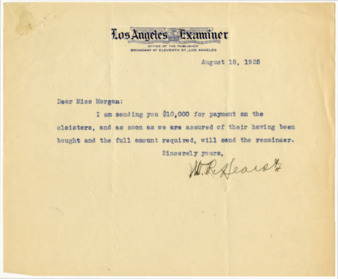 Los Angeles Examiner
OFFICE OF THE PUBLISHER
BROADWAY AT ELEVENTH ST., LOS ANGELES
August 18, 1925
Dear Miss Morgan:
I am sending you $10,000 for payment on the
cloisters, and as soon as we are assured of their having been
bought and the full amount required, will send the remainder.
Sincerely yours,
W. R. Hearst